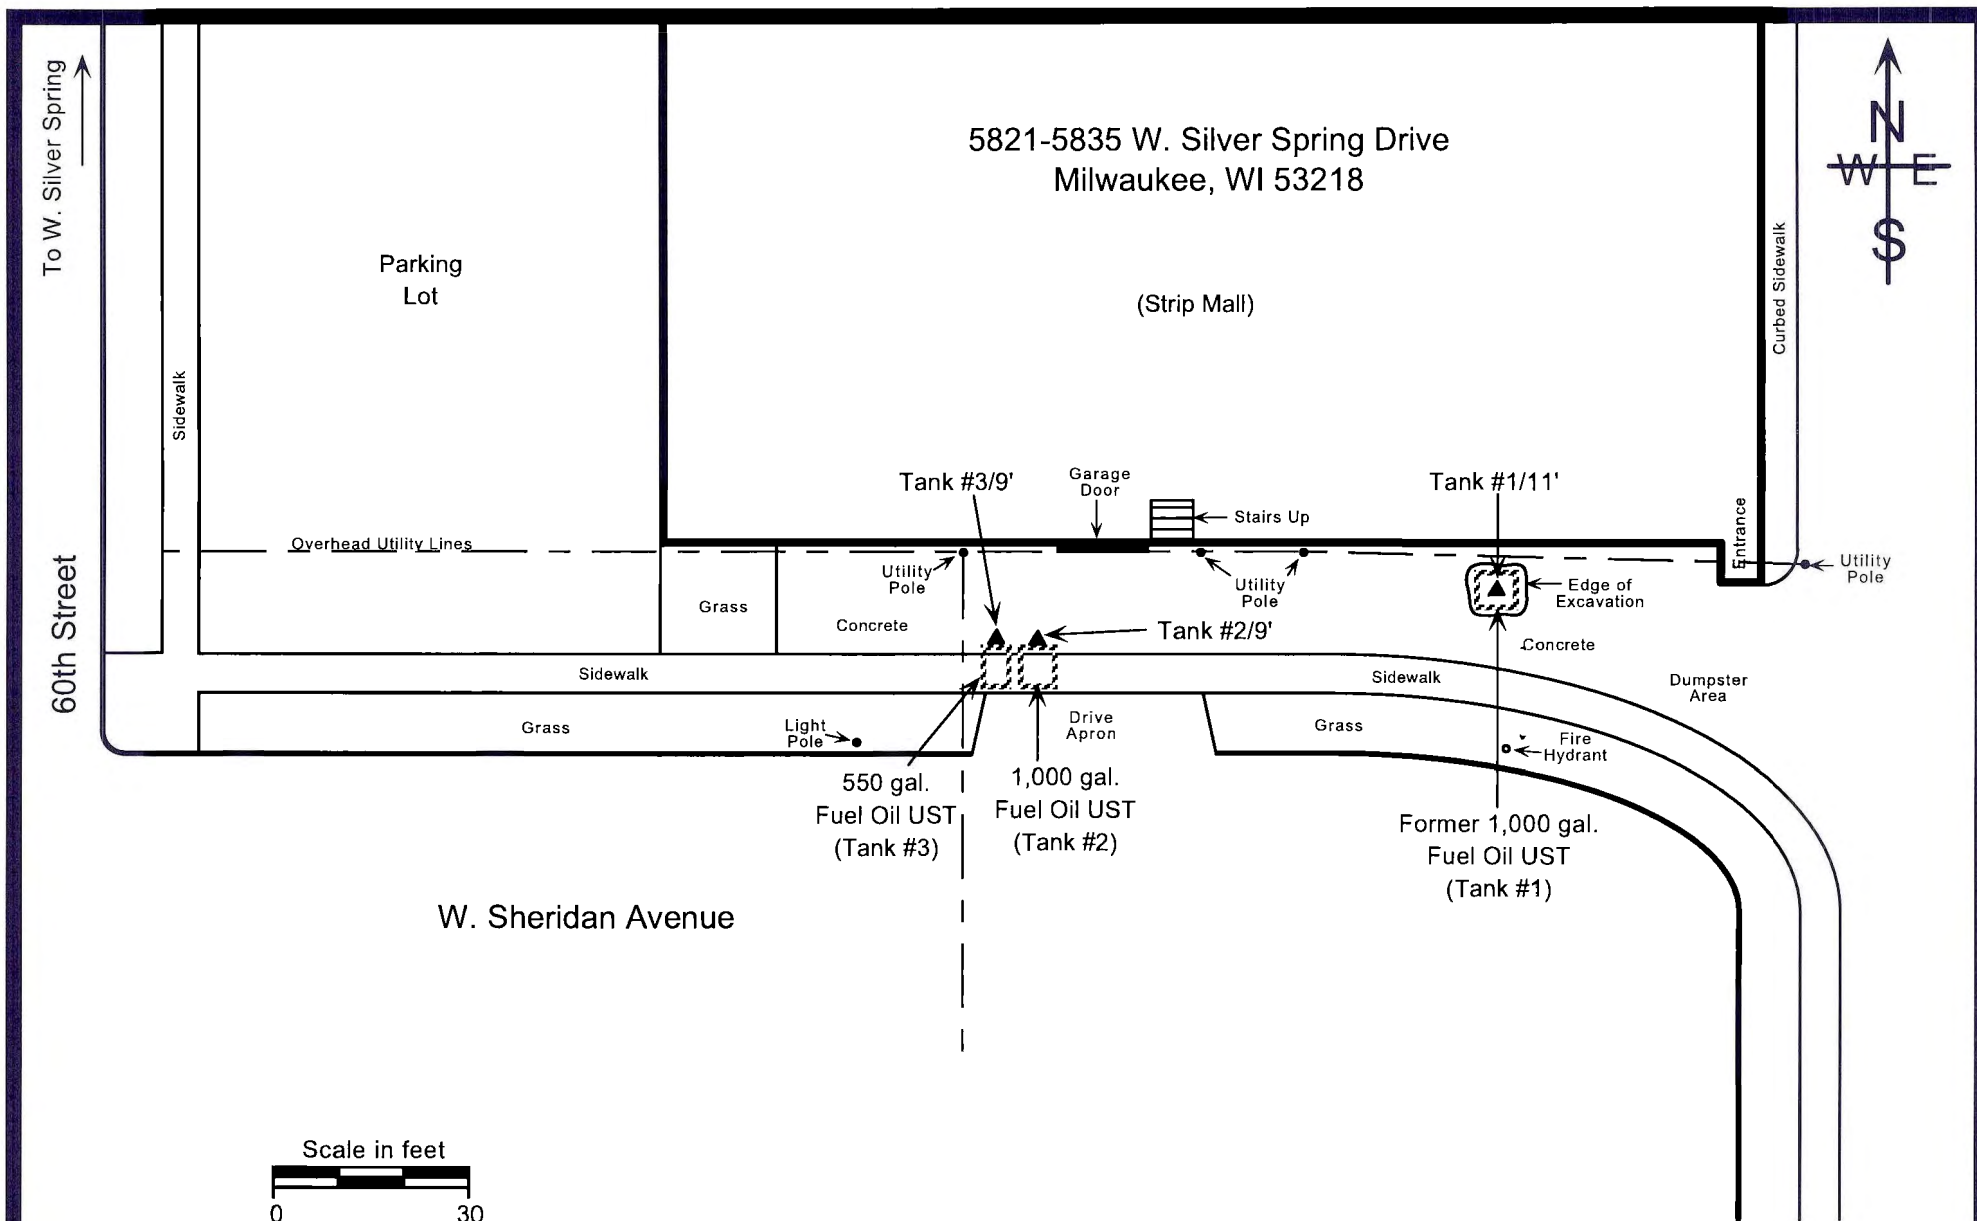 To W. Silver Spring
5821-5835 W. Silver Spring Drive
Milwaukee, WI 53218
N
W E
S
Parking
Lot
(Strip Mall)
Curbed Sidewalk
Sidewalk
Tank #3/9'
Garage
Door
Stairs Up
Tank #1/11'
Entrance
Overhead Utility Lines
Utility
Pole
Utility
Pole
Edge of
Excavation
Utility
Pole
Grass
Concrete
Tank #2/9'
Concrete
60th Street
Sidewalk
Sidewalk
Dumpster
Area
Grass
Light
Pole
Drive
Apron
Grass
Fire
Hydrant
550 gal.
Fuel Oil UST
(Tank #3)
1,000 gal.
Fuel Oil UST
(Tank #2)
Former 1,000 gal.
Fuel Oil UST
(Tank #1)
W. Sheridan Avenue
Scale in feet
0 30